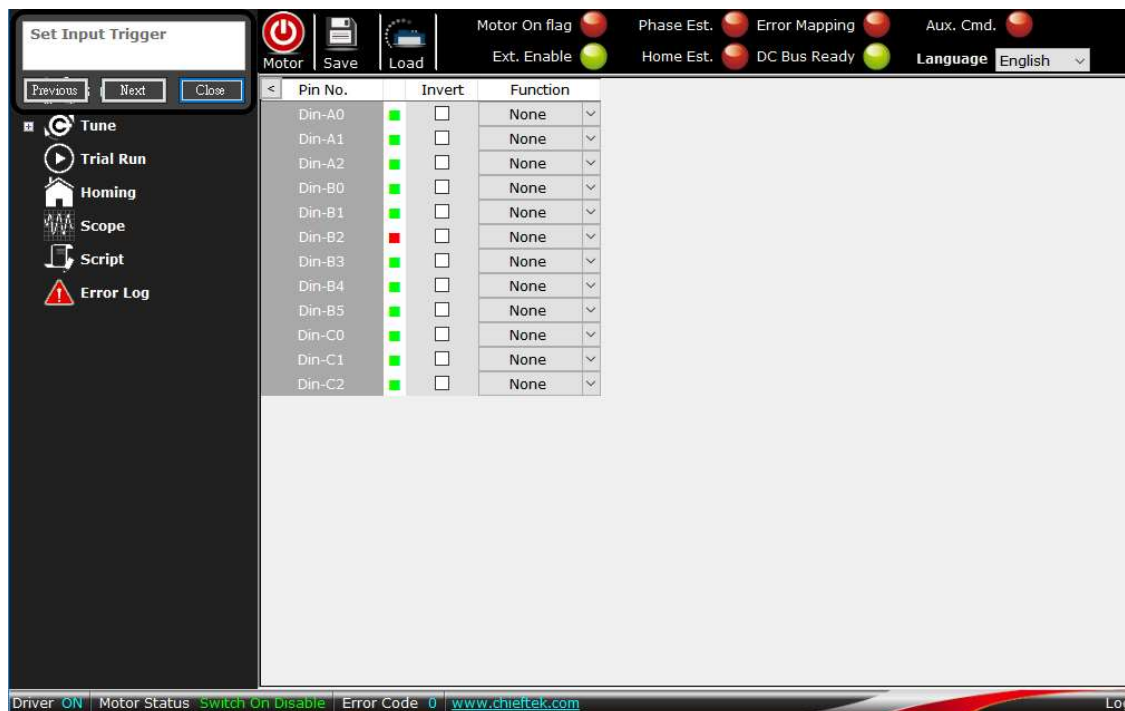 Set Input Trigger
Previous Next Close
Tune
Trial Run
Homing
Scope
Script
Error Log
Motor Save Load
Motor On flag Phase Est. Error Mapping Aux. Cmd.
Ext. Enable Home Est. DC Bus Ready Language English
< Pin No. Invert Function
Din-A0 None
Din-A1 None
Din-A2 None
Din-B0 None
Din-B1 None
Din-B2 None
Din-B3 None
Din-B4 None
Din-B5 None
Din-C0 None
Din-C1 None
Din-C2 None
Driver ON Motor Status Switch On Disable Error Code 0 www.chieftek.com